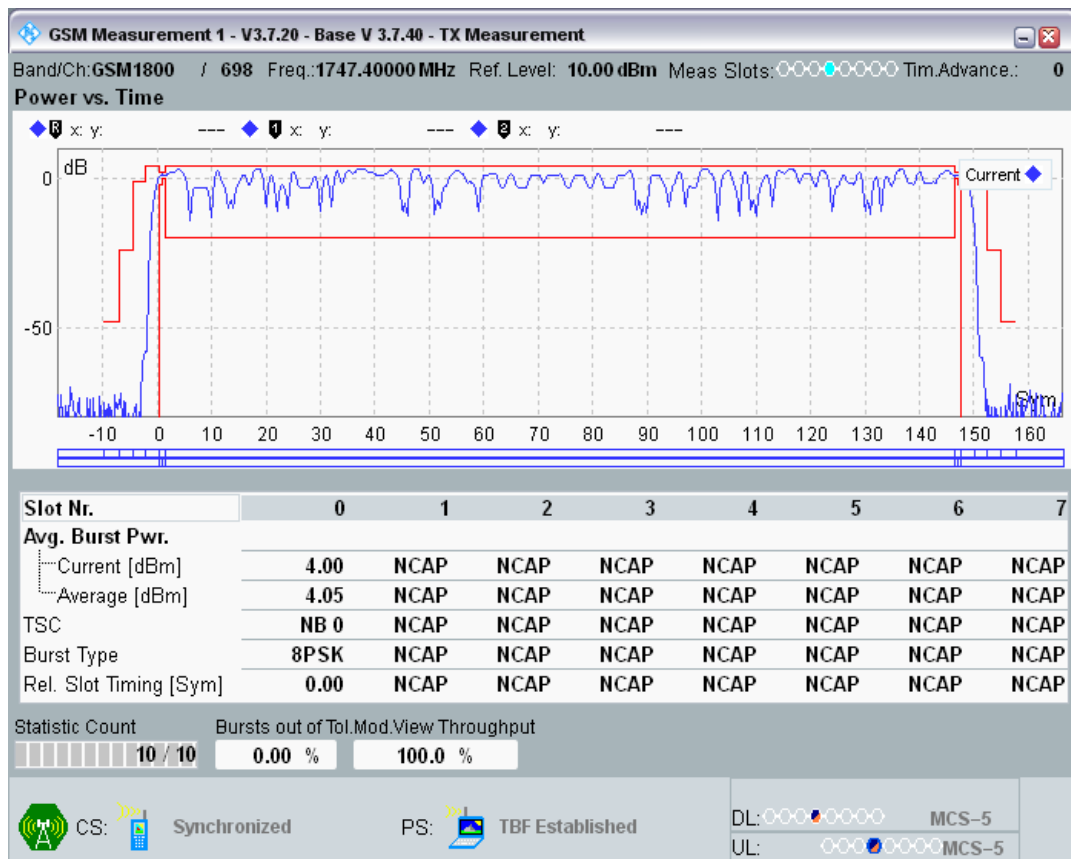 GSM Measurement 1 - V3.7.20 - Base V 3.7.40 - TX Measurement
Band/Ch:GSM1800 / 698 Freq.:1747.40000 MHz Ref. Level: 10.00 dBm Meas Slots: Tim.Advance.: 0
Power vs. Time
R x: y: --- 1 x: y: --- 2 x: y: ---
dB
Current
0
-50
Sym
-10 0 10 20 30 40 50 60 70 80 90 100 110 120 130 140 150 160
Slot Nr. 0 1 2 3 4 5 6 7
Avg. Burst Pwr.
Current [dBm] 4.00 NCAP NCAP NCAP NCAP NCAP NCAP NCAP
Average [dBm] 4.05 NCAP NCAP NCAP NCAP NCAP NCAP NCAP
TSC NB 0 NCAP NCAP NCAP NCAP NCAP NCAP NCAP
Burst Type 8PSK NCAP NCAP NCAP NCAP NCAP NCAP NCAP
Rel. Slot Timing [Sym] 0.00 NCAP NCAP NCAP NCAP NCAP NCAP NCAP
Statistic Count Bursts out of Tol.Mod.View Throughput
10 / 10 0.00 % 100.0 %
CS: Synchronized PS: TBF Established
DL: MCS-5
UL: MCS-5